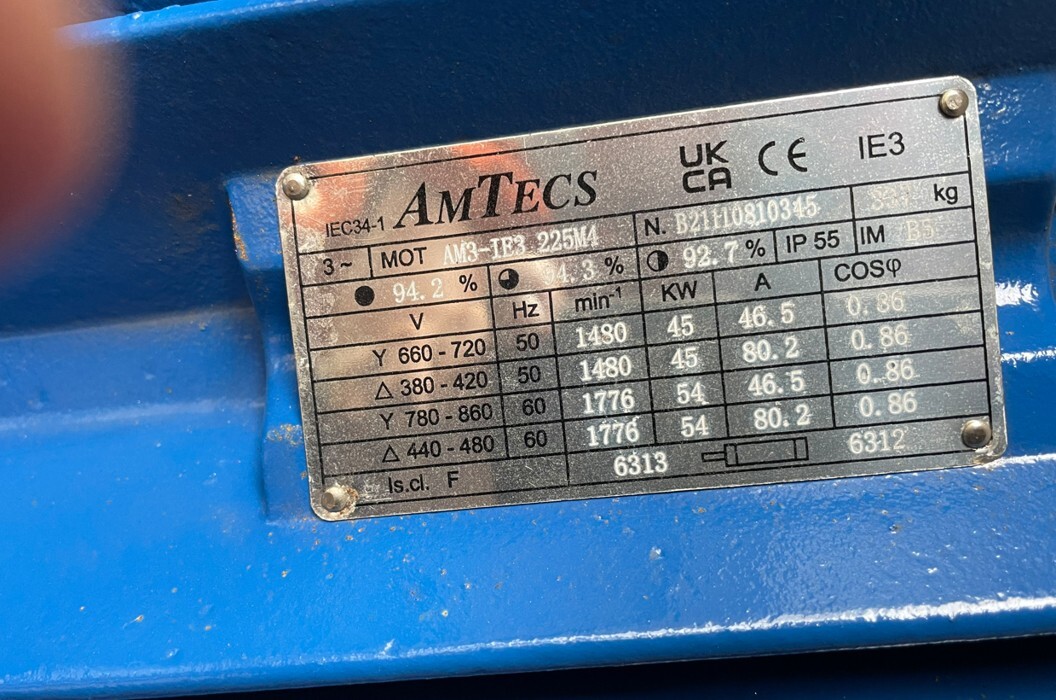 UK CA CE IE3
IEC34-1 AMTECS
3~ MOT AM3-IE3 225M4 N. B21110810345 kg
94.2 % 94.3 % 92.7 % IP 55 IM B5
V Hz min-1 KW A COSφ
Y 660-720 50 1480 45 46.5 0.86
△ 380-420 50 1480 45 80.2 0.86
Y 780-860 60 1776 54 46.5 0.86
△ 440-480 60 1776 54 80.2 0.86
Is.cl. F 6313 6312